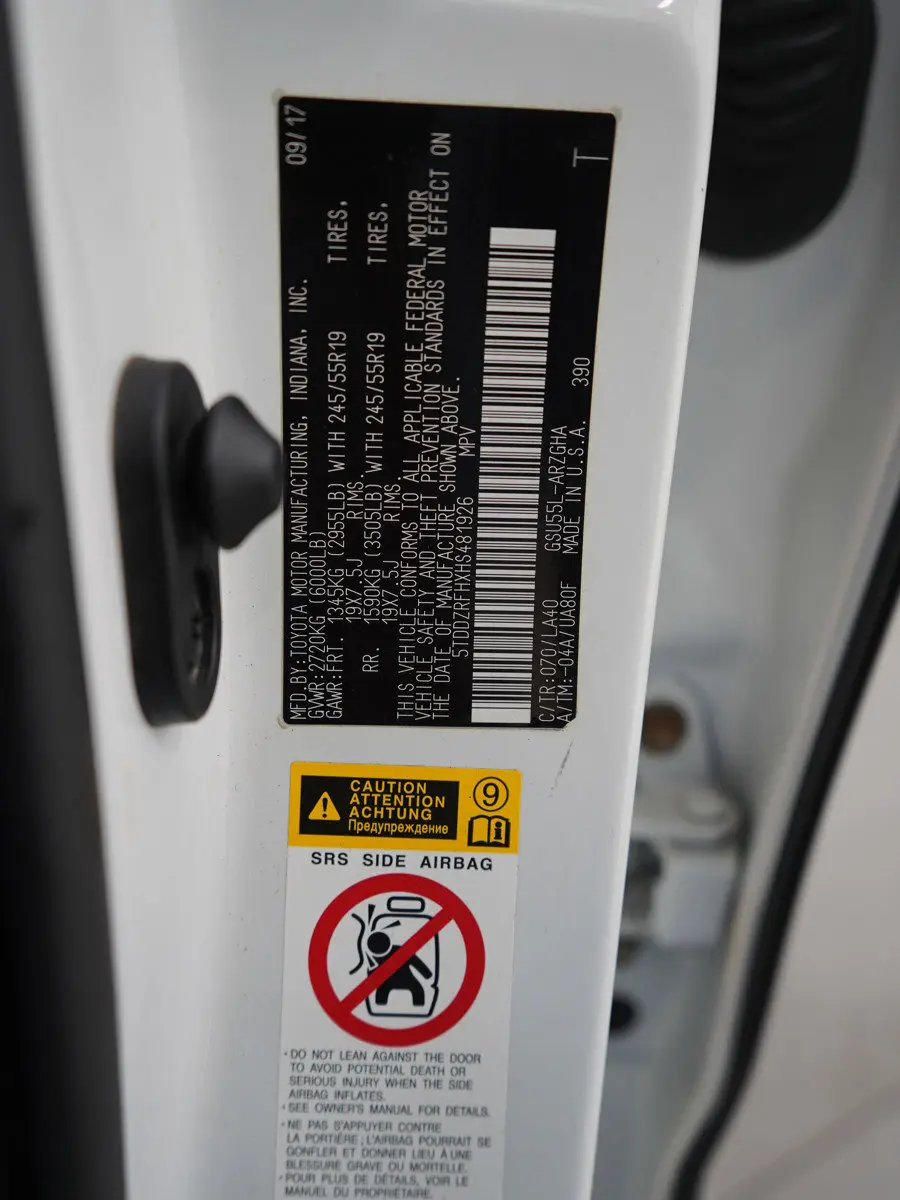 MFD.BY:TOYOTA MOTOR MANUFACTURING, INDIANA, INC. 09/17
GVWR:2720KG (6000LB)
GAWR:FRT. 1345KG (2955LB) WITH 245/55R19 TIRES.
19X7.5J RIMS.
RR. 1590KG (3505LB) WITH 245/55R19 TIRES.
19X7.5J RIMS.
THIS VEHICLE CONFORMS TO ALL APPLICABLE FEDERAL MOTOR
VEHICLE SAFETY AND THEFT PREVENTION STANDARDS IN EFFECT ON
THE DATE OF MANUFACTURE SHOWN ABOVE.
5TDDZRFHXHS481926 MPV
C/TR:070/LA40 GSU55L-ARZGHA 390 T
A/TM:-04A/UA80F MADE IN U.S.A.
CAUTION
ATTENTION
ACHTUNG
Предупреждение
9
SRS SIDE AIRBAG
·DO NOT LEAN AGAINST THE DOOR
TO AVOID POTENTIAL DEATH OR
SERIOUS INJURY WHEN THE SIDE
AIRBAG INFLATES.
·SEE OWNER'S MANUAL FOR DETAILS.
·NE PAS S'APPUYER CONTRE
LA PORTIÈRE ; L'AIRBAG POURRAIT SE
GONFLER ET DONNER LIEU À UNE
BLESSURE GRAVE OU MORTELLE.
·POUR PLUS DE DÉTAILS, VOIR LE
MANUEL DU PROPRIÉTAIRE.